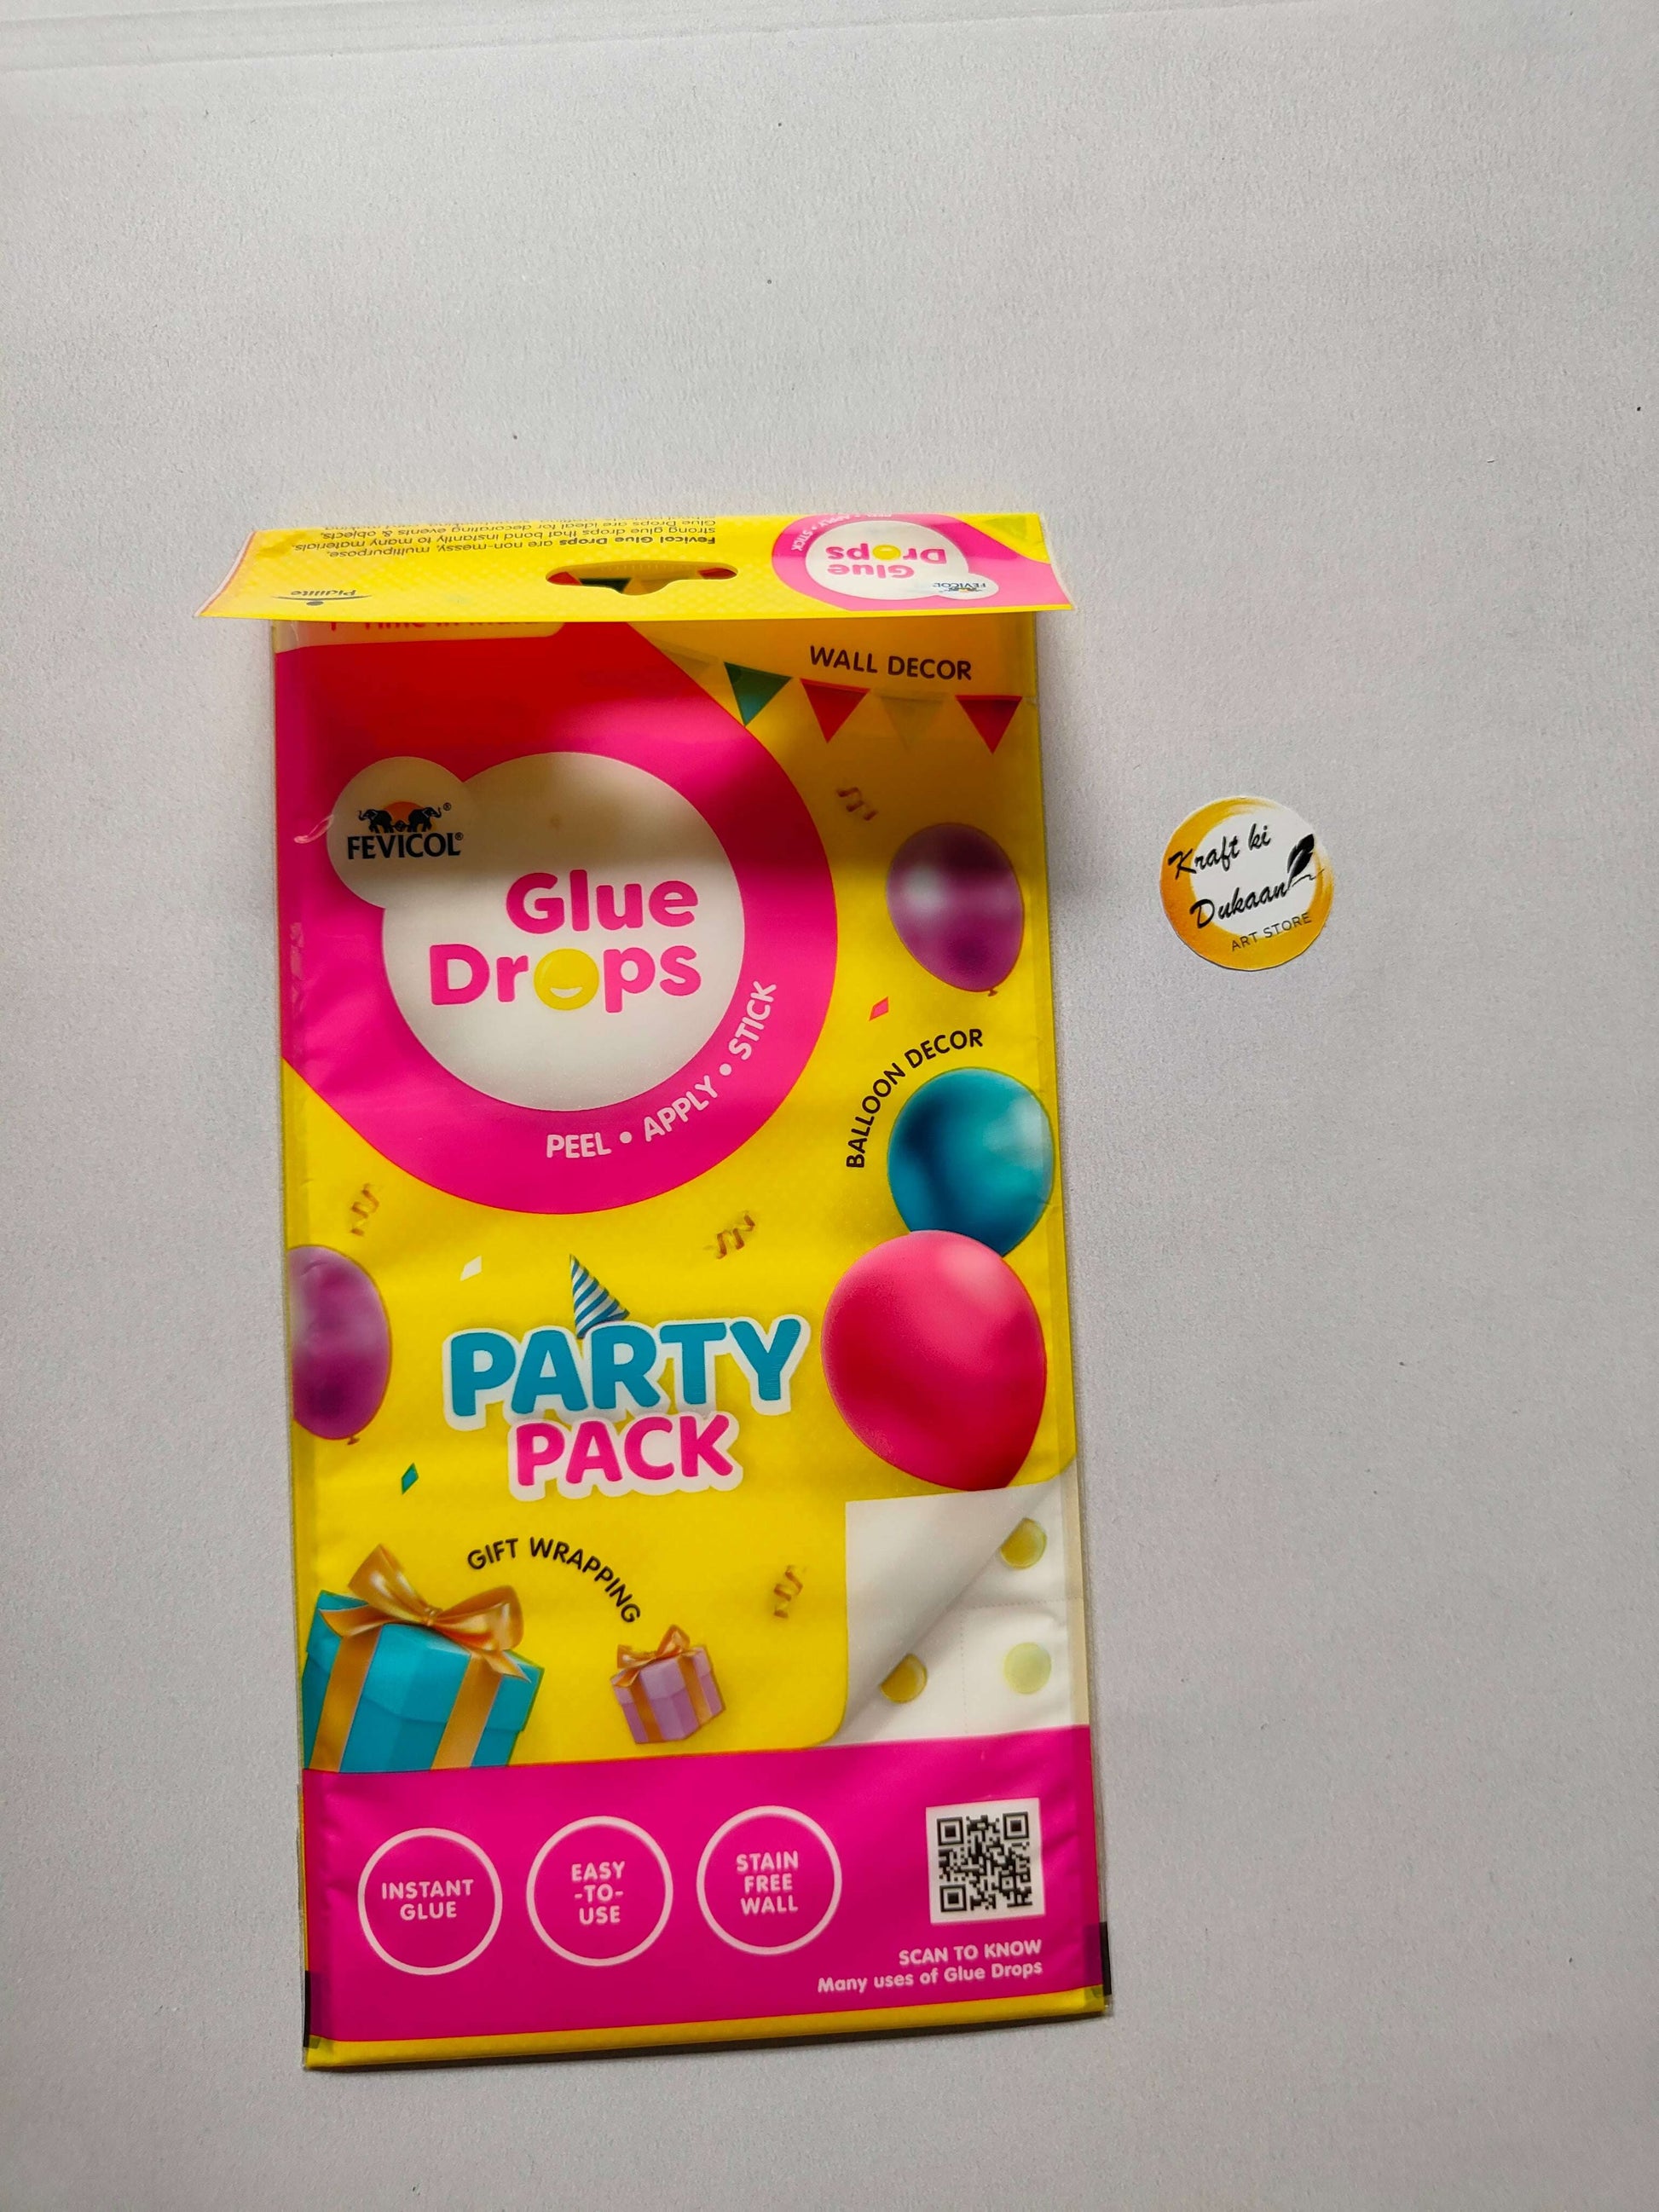 Fevicol Glue Drops are non-messy, multipurpose,
strong glue drops that bond instantly to many materials.
Glue Drops are ideal for decorating events & objects,
Pidilite
FEVICOL
Glue
Drops
WALL DECOR
FEVICOL®
Glue
Drops
PEEL • APPLY • STICK
BALLOON DECOR
PARTY
PACK
GIFT WRAPPING
INSTANT
GLUE
EASY
-TO-
USE
STAIN
FREE
WALL
SCAN TO KNOW
Many uses of Glue Drops
Kraft ki
Dukaan
ART STORE